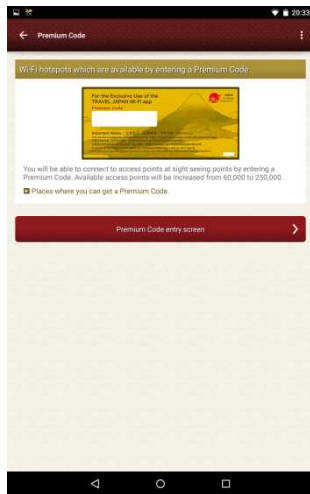 20:33
Premium Code
Wi-Fi hotspots which are available by entering a Premium Code.
For the Exclusive Use of the
TRAVEL JAPAN Wi-Fi app
Premium Code
Important Notes
You will be able to connect to access points at sight seeing points by entering a
Premium Code. Available access points will be increased from 60,000 to 250,000.
Places where you can get a Premium Code.
Premium Code entry screen